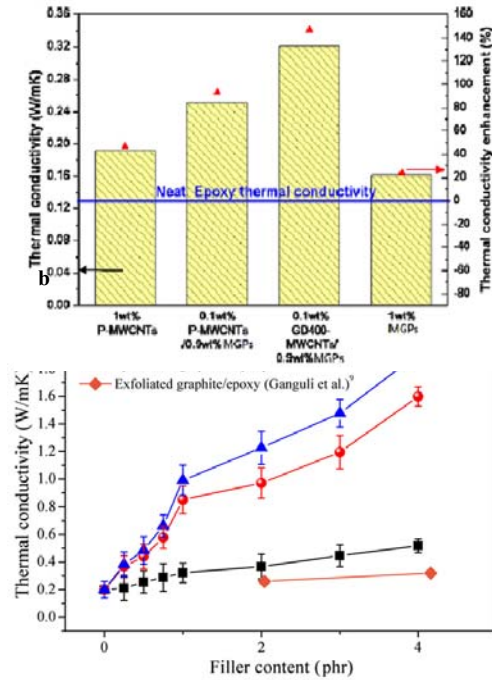 0.36
0.32
0.28
0.24
0.20
0.16
0.12
0.08
0.04
0.00
Thermal conductivity (W/mK)
160
140
120
100
80
60
40
20
0
-20
-40
-60
-80
Thermal conductivity enhancement (%)
Neat Epoxy thermal conductivity
b
1wt%
P-MWCNTs
0.1wt%
P-MWCNTs
/0.9wt% MGPs
0.1wt%
GD400-
MWCNTs/
0.9wt%MGPs
1wt%
MGPs
Exfoliated graphite/epoxy (Ganguli et al.)⁹
1.8
1.6
1.4
1.2
1.0
0.8
0.6
0.4
0.2
0.0
Thermal conductivity (W/mK)
0
2
4
Filler content (phr)